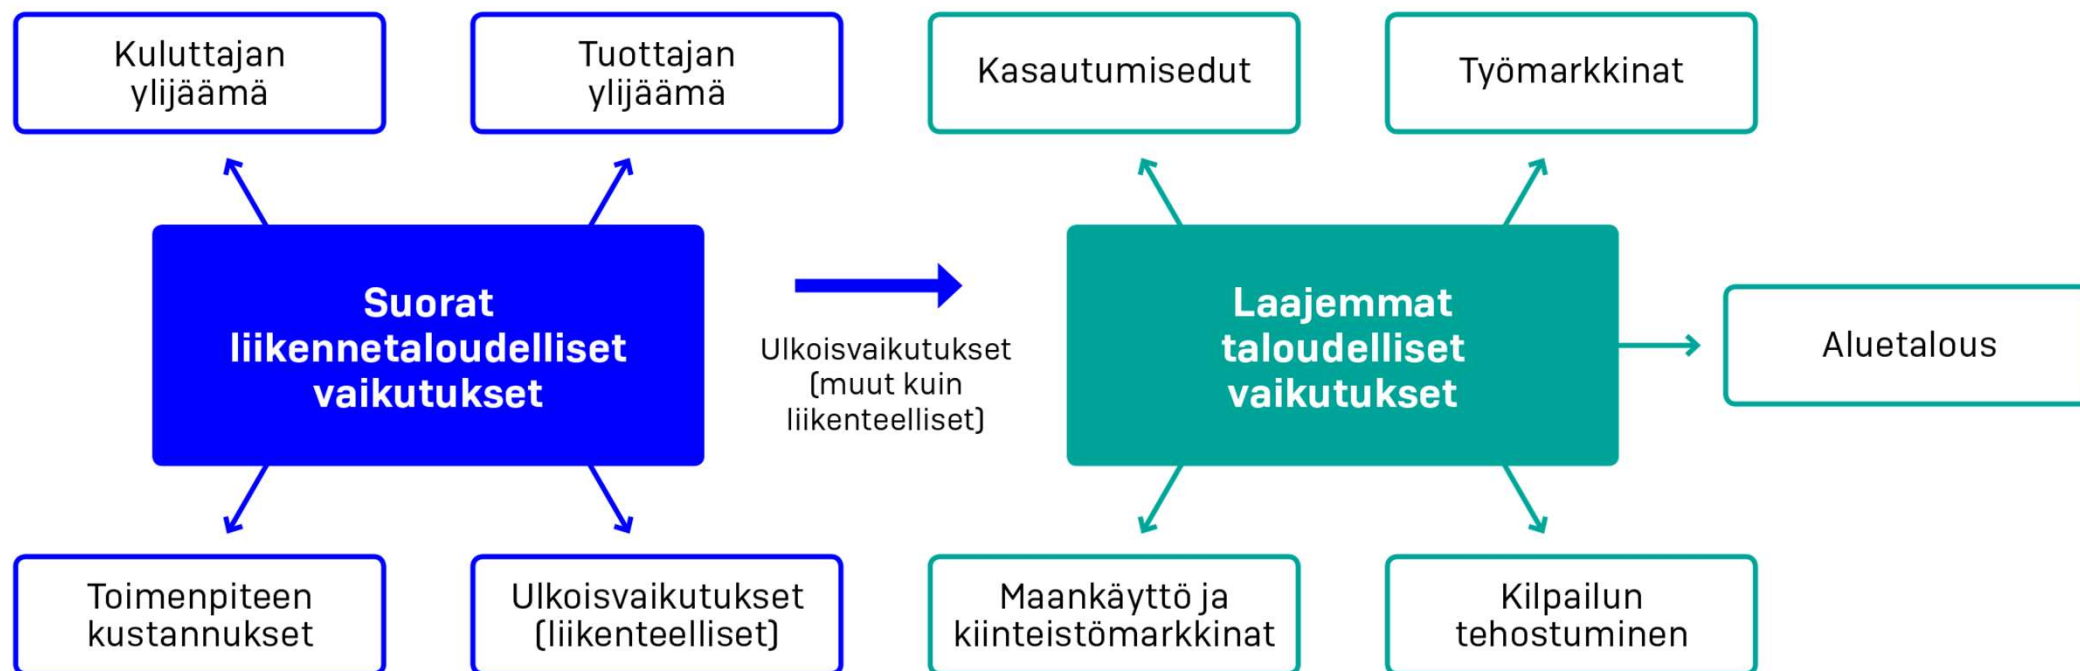 Kuluttajan
ylijäämä
Tuottajan
ylijäämä
Kasautumisedut
Työmarkkinat
Suorat
liikennetaloudelliset
vaikutukset
Ulkoisvaikutukset
(muut kuin
liikenteelliset)
Laajemmat
taloudelliset
vaikutukset
Aluetalous
Toimenpiteen
kustannukset
Ulkoisvaikutukset
(liikenteelliset)
Maankäyttö ja
kiinteistömarkkinat
Kilpailun
tehostuminen